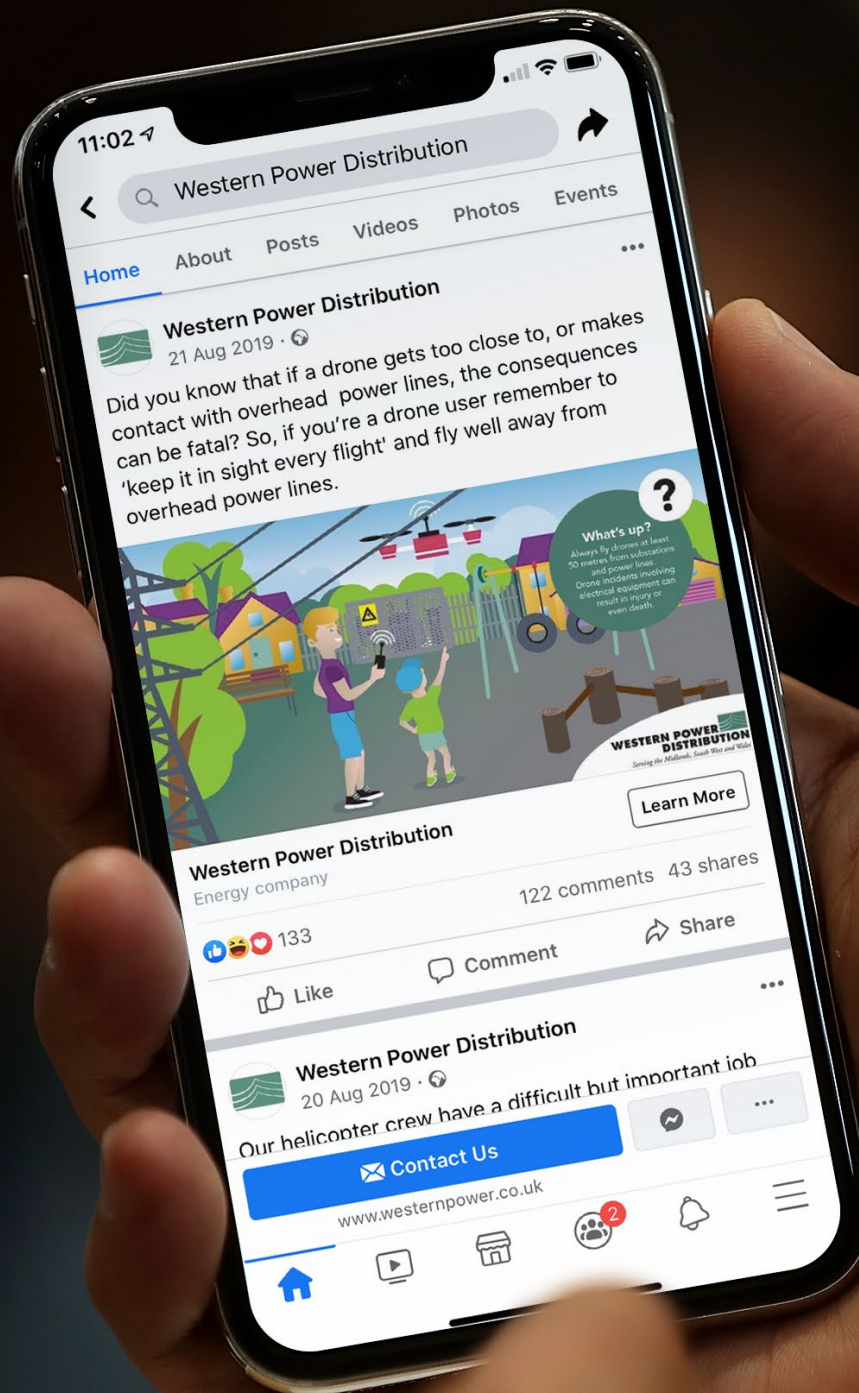 11:02
Western Power Distribution
Home About Posts Videos Photos Events
Western Power Distribution
21 Aug 2019 ·
Did you know that if a drone gets too close to, or makes
contact with overhead power lines, the consequences
can be fatal? So, if you're a drone user remember to
'keep it in sight every flight' and fly well away from
overhead power lines.
?
What's up?
Always fly drones at least
50 metres from substations
and power lines.
Drone incidents involving
electrical equipment can
result in injury or
even death.
WESTERN POWER
DISTRIBUTION
Serving the Midlands, South West and Wales
Western Power Distribution
Energy company
Learn More
133
122 comments 43 shares
Like Comment Share
Western Power Distribution
20 Aug 2019 ·
Our helicopter crew have a difficult but important job
Contact Us
www.westernpower.co.uk
2